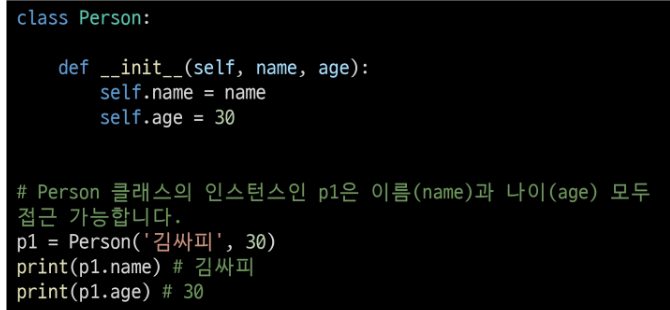 class Person:
    def __init__(self, name, age):
        self.name = name
        self.age = 30
# Person 클래스의 인스턴스인 p1은 이름(name)과 나이(age) 모두
접근 가능합니다.
p1 = Person('김싸피', 30)
print(p1.name) # 김싸피
print(p1.age) # 30